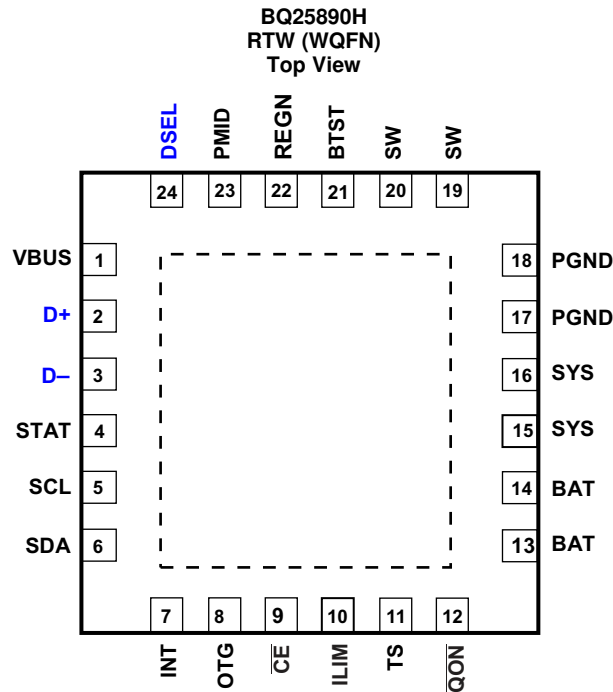 BQ25890H
RTW (WQFN)
Top View
DSEL PMID REGN BTST SW SW
24 23 22 21 20 19
VBUS 1 18 PGND
D+ 2 17 PGND
D– 3 16 SYS
STAT 4 15 SYS
SCL 5 14 BAT
SDA 6 13 BAT
7 8 9 10 11 12
INT OTG C̅E̅ ILIM TS Q̅O̅N̅